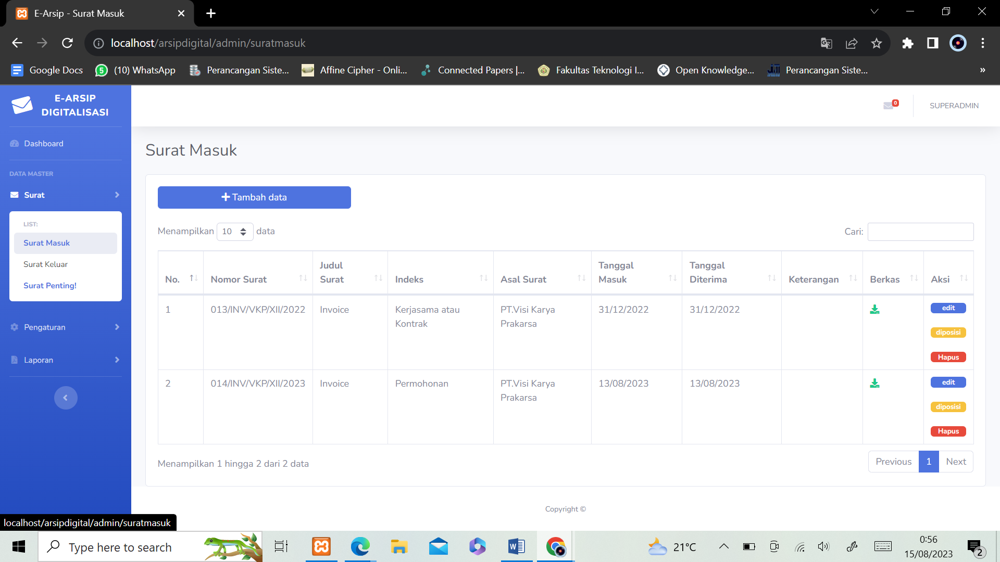 E-Arsip - Surat Masuk
localhost/arsipdigital/admin/suratmasuk
Google Docs
(10) WhatsApp
Perancangan Siste...
Affine Cipher - Onli...
Connected Papers |...
Fakultas Teknologi I...
Open Knowledge...
Perancangan Siste...
»
E-ARSIP
DIGITALISASI
0
SUPERADMIN
Dashboard
DATA MASTER
Surat
LIST:
Surat Masuk
Surat Keluar
Surat Penting!
Pengaturan
Laporan
Surat Masuk
Tambah data
Menampilkan 10 data
Cari:
No. Nomor Surat Judul Surat Indeks Asal Surat Tanggal Masuk Tanggal Diterima Keterangan Berkas Aksi
1 013/INV/VKP/XII/2022 Invoice Kerjasama atau Kontrak PT.Visi Karya Prakarsa 31/12/2022 31/12/2022 edit
diposisi
Hapus
2 014/INV/VKP/XII/2023 Invoice Permohonan PT.Visi Karya Prakarsa 13/08/2023 13/08/2023 edit
diposisi
Hapus
Menampilkan 1 hingga 2 dari 2 data
Previous 1 Next
Copyright ©
localhost/arsipdigital/admin/suratmasuk
Type here to search
21°C
0:56
15/08/2023
2